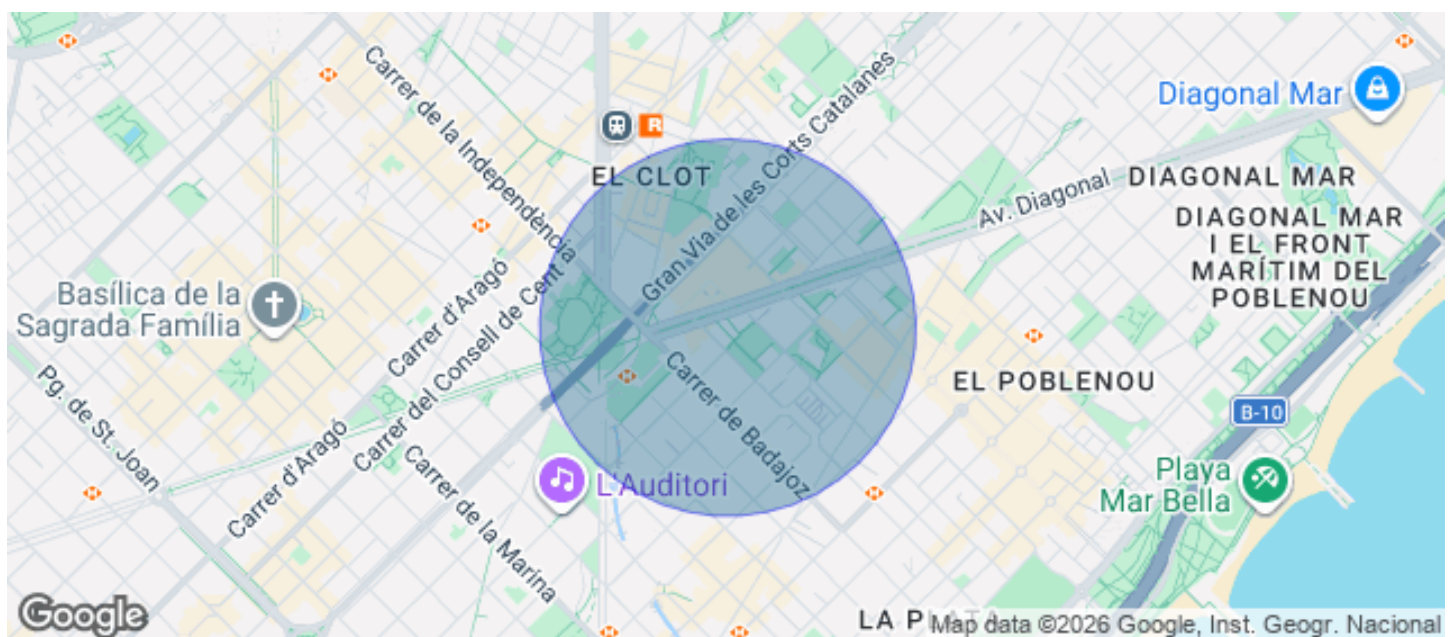 Carrer de la Independència
Gran Via de les Corts Catalanes
Diagonal Mar
R
EL CLOT
Av. Diagonal
DIAGONAL MAR
DIAGONAL MAR
I EL FRONT
MARÍTIM DEL
POBLENOU
Basílica de la
Sagrada Família
Carrer d'Aragó
Carrer del Consell de Cent
Pg. de St. Joan
Carrer de Badajoz
EL POBLENOU
B-10
Carrer d'Aragó
Carrer de la Marina
L'Auditori
Playa
Mar Bella
Google
LA P
Map data ©2026 Google, Inst. Geogr. Nacional